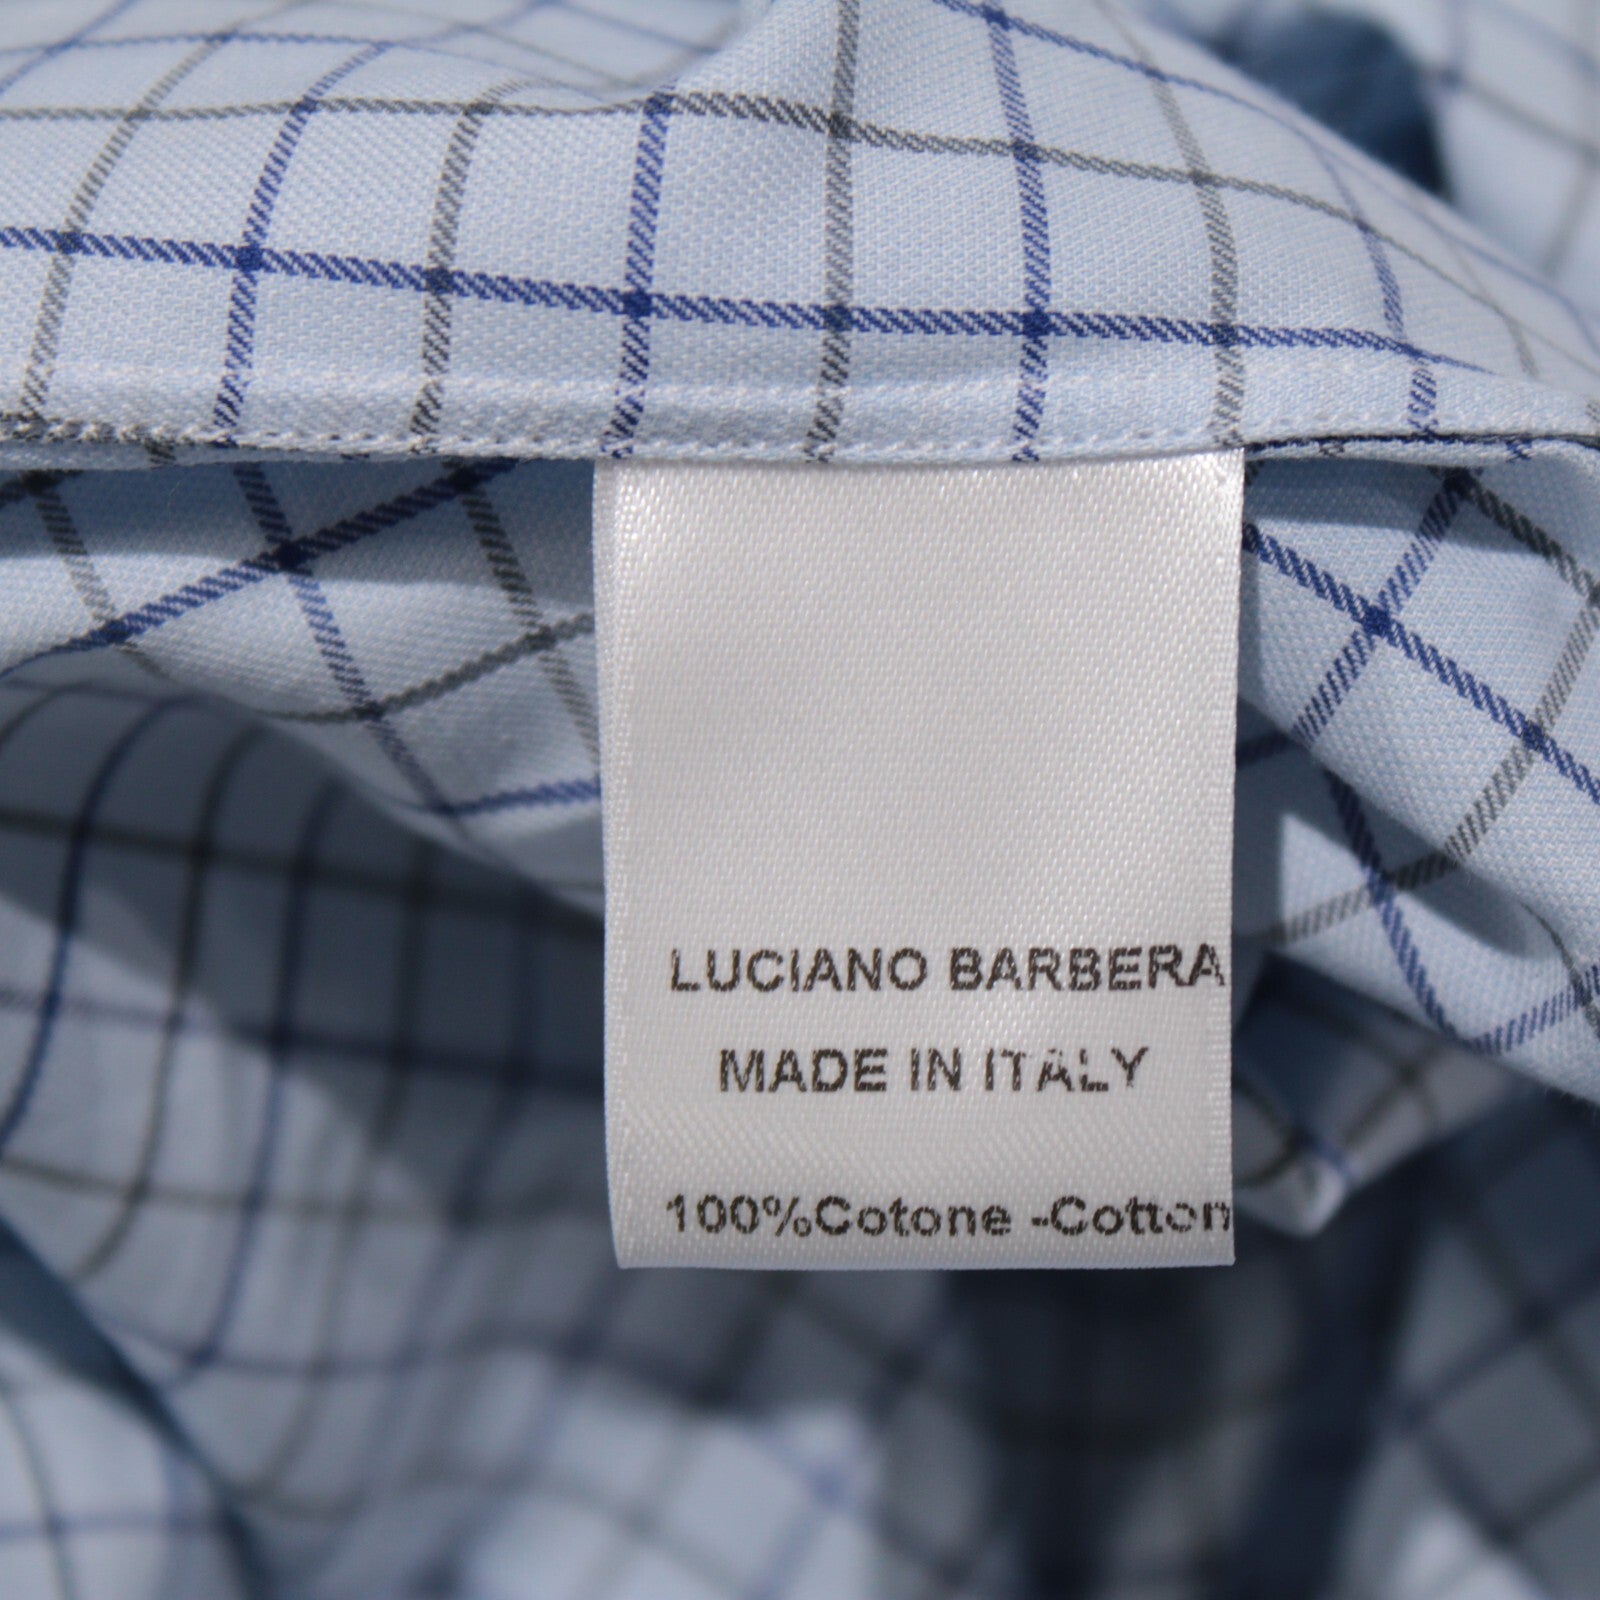 LUCIANO BARBERA
MADE IN ITALY
100%Cotone -Cotton